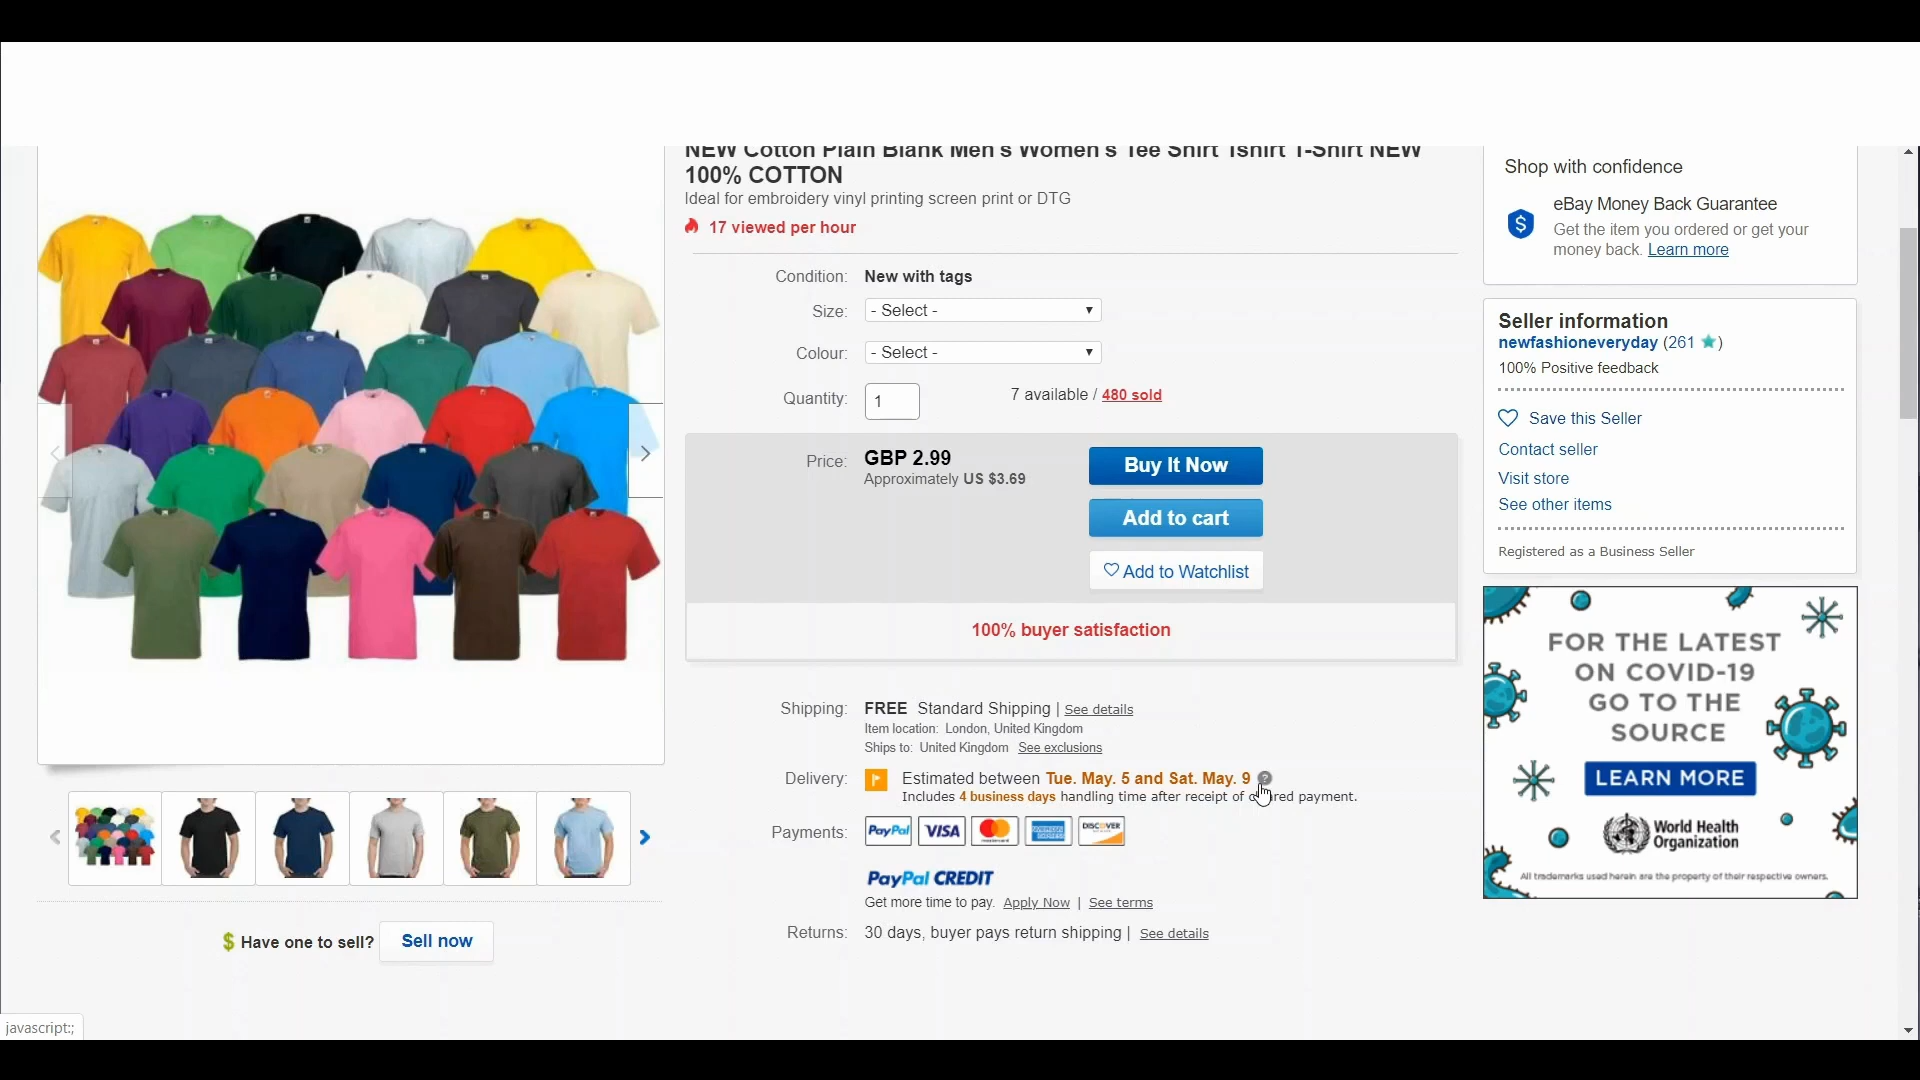 NEW Cotton Plain Blank Men's Women's Tee Shirt Tshirt T-Shirt NEW
100% COTTON
Ideal for embroidery vinyl printing screen print or DTG
17 viewed per hour
Condition: New with tags
Size: - Select -
Colour: - Select -
Quantity: 1 7 available / 480 sold
Price: GBP 2.99
Approximately US $3.69
Buy It Now
Add to cart
Add to Watchlist
100% buyer satisfaction
Shipping: FREE Standard Shipping | See details
Item location: London, United Kingdom
Ships to: United Kingdom See exclusions
Delivery: Estimated between Tue. May. 5 and Sat. May. 9 ?
Includes 4 business days handling time after receipt of payment.
Payments: PayPal VISA mastercard AMERICAN EXPRESS DISCOVER
PayPal CREDIT
Get more time to pay. Apply Now | See terms
Returns: 30 days, buyer pays return shipping | See details
$ Have one to sell? Sell now
Shop with confidence
eBay Money Back Guarantee
Get the item you ordered or get your
money back. Learn more
Seller information
newfashioneveryday (261)
100% Positive feedback
Save this Seller
Contact seller
Visit store
See other items
Registered as a Business Seller
FOR THE LATEST
ON COVID-19
GO TO THE
SOURCE
LEARN MORE
World Health
Organization
All trademarks used herein are the property of their respective owners.
javascript:;